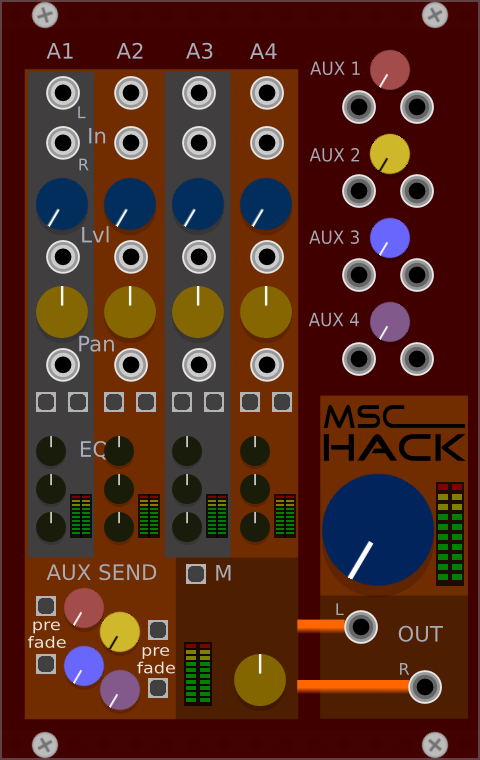 A1 A2 A3 A4
L
In
R
Lvl
Pan
EQ
AUX 1
AUX 2
AUX 3
AUX 4
MSC
HACK
AUX SEND
M
pre
fade
pre
fade
L
OUT
R